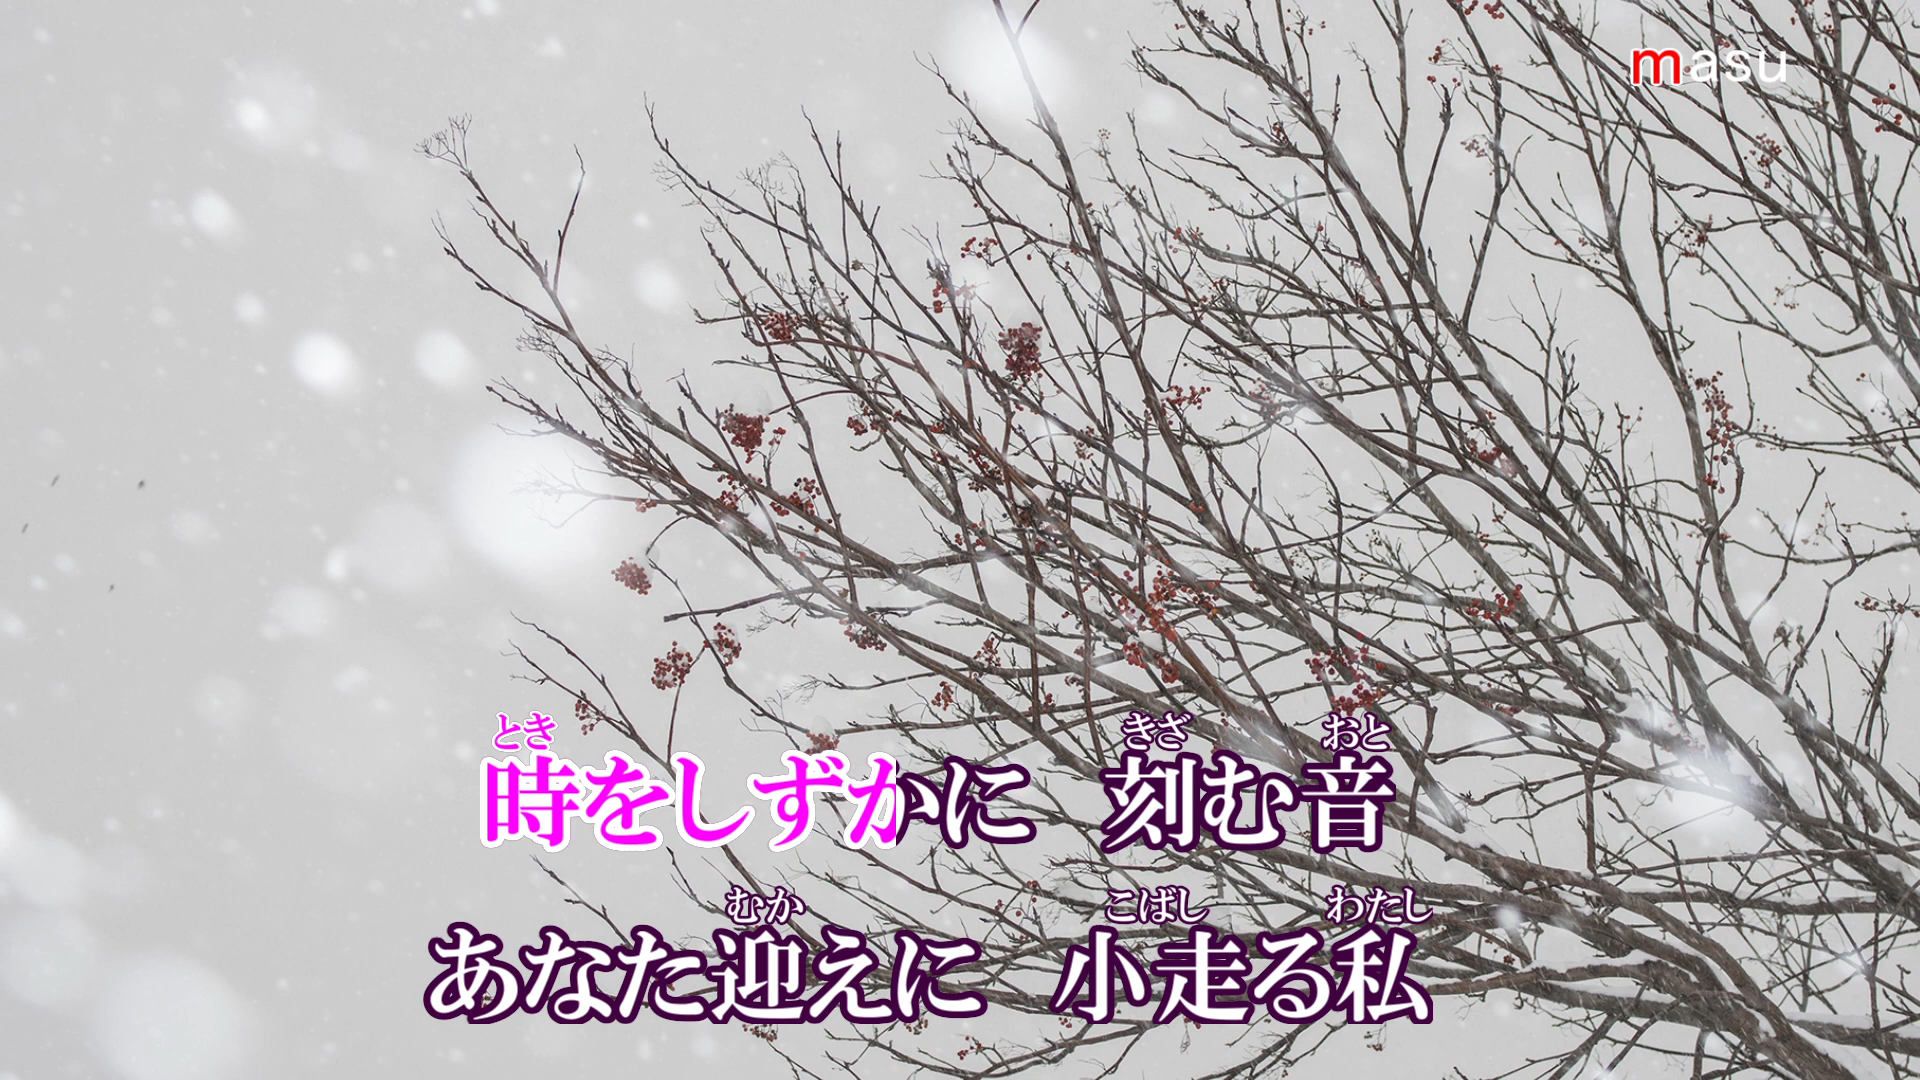 masu
とき きざ おと
時をしずかに 刻む音
むか こばし わたし
あなた迎えに 小走る私